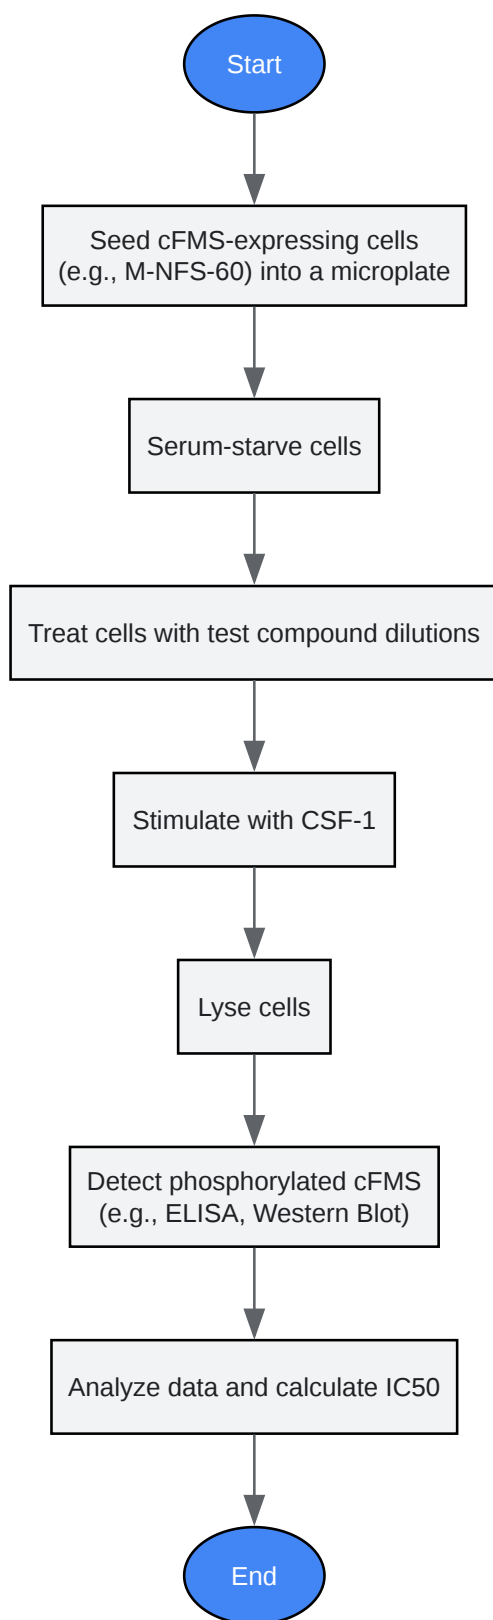 Start
Seed cFMS-expressing cells
(e.g., M-NFS-60) into a microplate
Serum-starve cells
Treat cells with test compound dilutions
Stimulate with CSF-1
Lyse cells
Detect phosphorylated cFMS
(e.g., ELISA, Western Blot)
Analyze data and calculate IC50
End